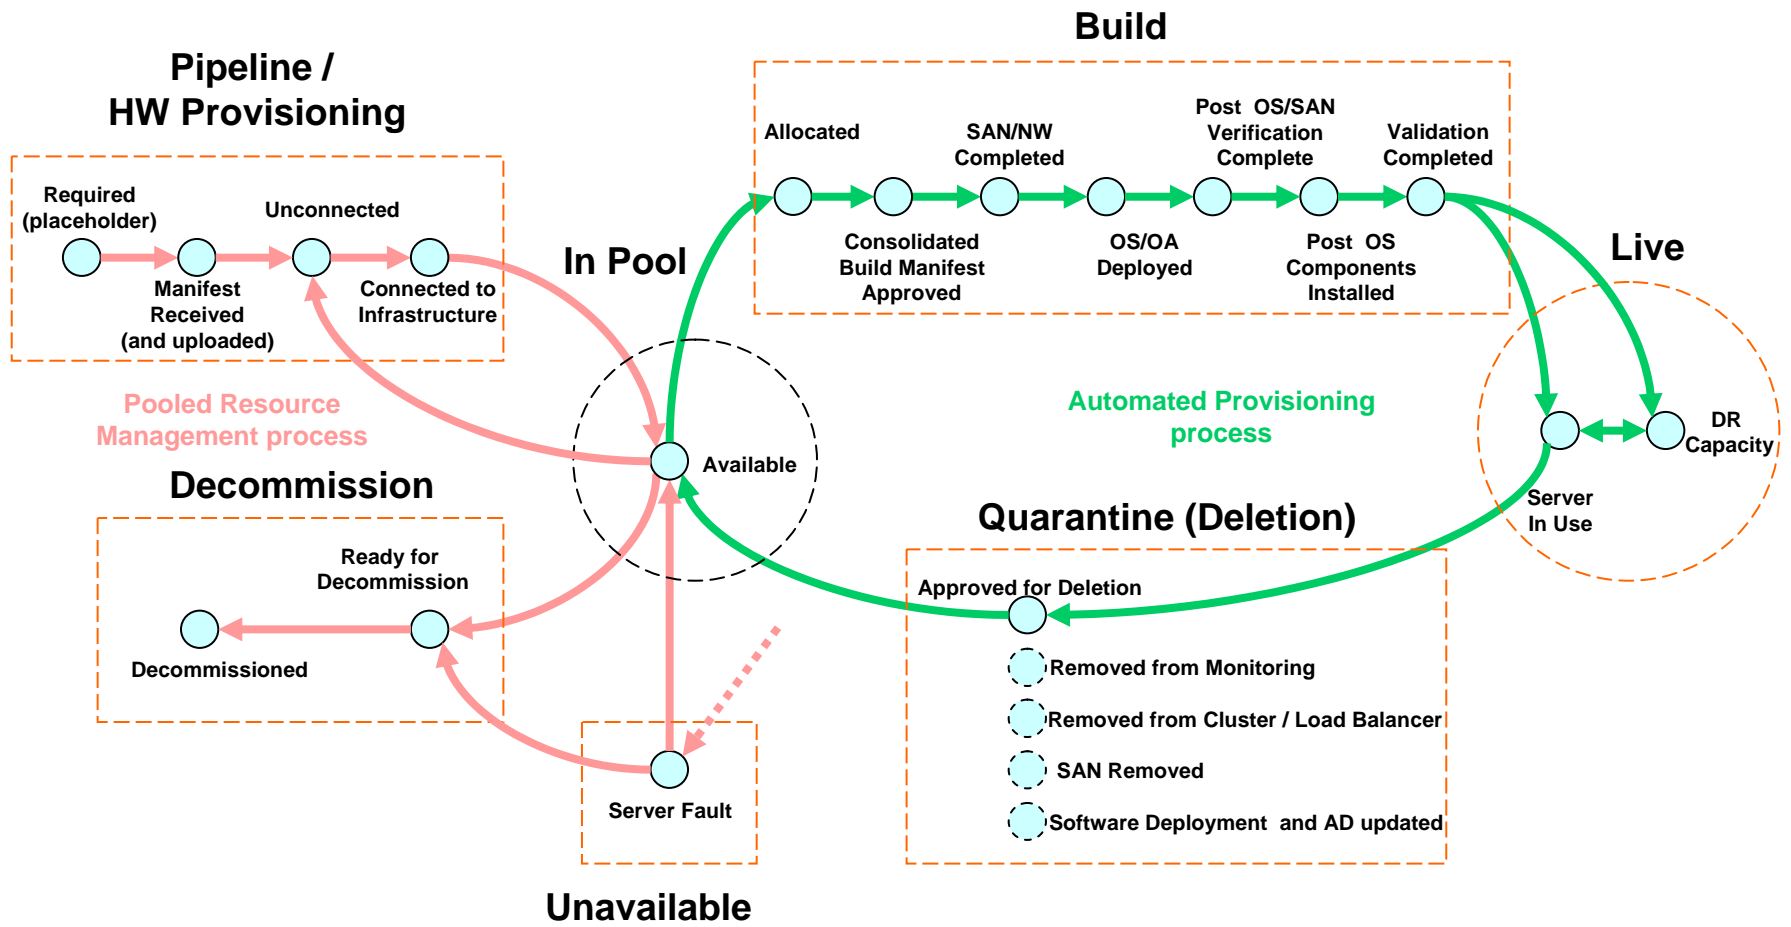 Build
Pipeline /
HW Provisioning
Allocated
SAN/NW
Completed
Post OS/SAN
Verification
Complete
Validation
Completed
Required
(placeholder)
Unconnected
Manifest
Received
(and uploaded)
Connected to
Infrastructure
In Pool
Consolidated
Build Manifest
Approved
OS/OA
Deployed
Post OS
Components
Installed
Live
Pooled Resource
Management process
Automated Provisioning
process
DR
Capacity
Available
Server
In Use
Decommission
Ready for
Decommission
Decommissioned
Quarantine (Deletion)
Approved for Deletion
Removed from Monitoring
Removed from Cluster / Load Balancer
SAN Removed
Software Deployment and AD updated
Server Fault
Unavailable